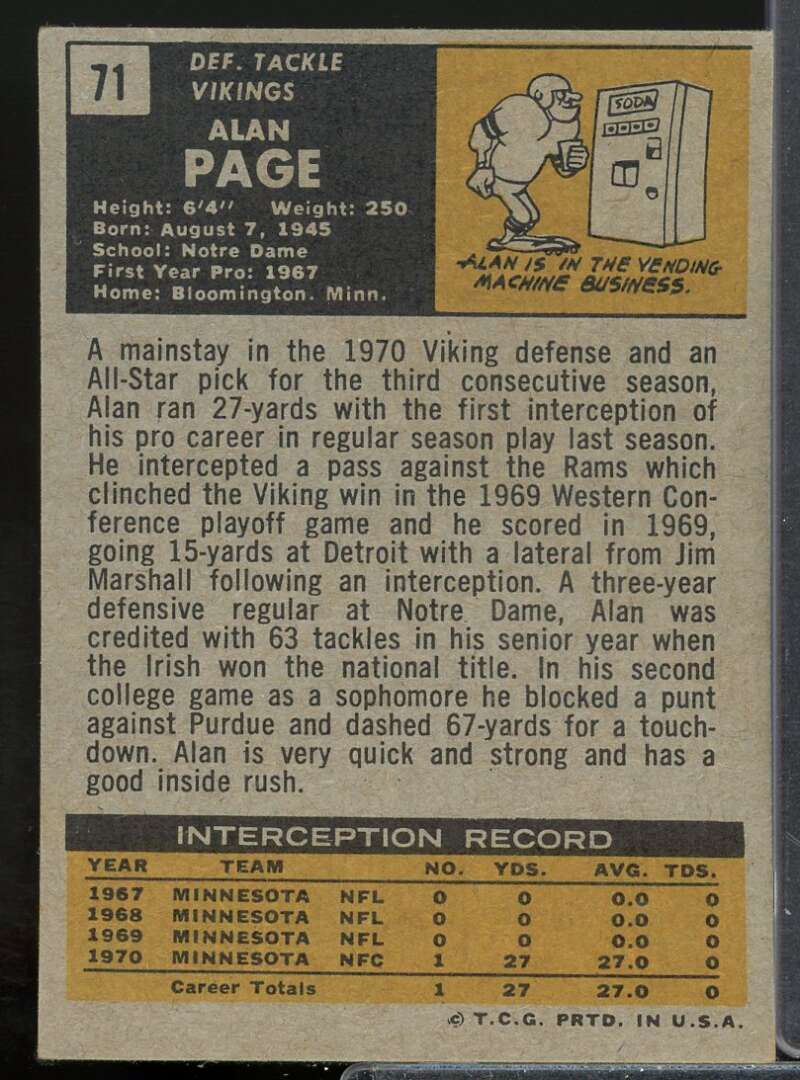 71
DEF. TACKLE
VIKINGS
ALAN
PAGE
Height: 6'4'' Weight: 250
Born: August 7, 1945
School: Notre Dame
First Year Pro: 1967
Home: Bloomington. Minn.
SODA
ALAN IS IN THE VENDING
MACHINE BUSINESS.
A mainstay in the 1970 Viking defense and an
All-Star pick for the third consecutive season,
Alan ran 27-yards with the first interception of
his pro career in regular season play last season.
He intercepted a pass against the Rams which
clinched the Viking win in the 1969 Western Con-
ference playoff game and he scored in 1969,
going 15-yards at Detroit with a lateral from Jim
Marshall following an interception. A three-year
defensive regular at Notre Dame, Alan was
credited with 63 tackles in his senior year when
the Irish won the national title. In his second
college game as a sophomore he blocked a punt
against Purdue and dashed 67-yards for a touch-
down. Alan is very quick and strong and has a
good inside rush.
INTERCEPTION RECORD
YEAR TEAM NO. YDS. AVG. TDS.
1967 MINNESOTA NFL 0 0 0.0 0
1968 MINNESOTA NFL 0 0 0.0 0
1969 MINNESOTA NFL 0 0 0.0 0
1970 MINNESOTA NFC 1 27 27.0 0
Career Totals 1 27 27.0 0
© T.C.G. PRTD. IN U.S.A.